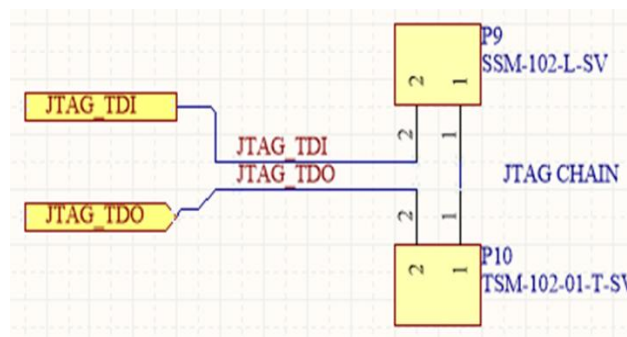 P9
SSM-102-L-SV
2 1
JTAG_TDI
2 1
JTAG_TDI
JTAG_TDO
JTAG CHAIN
JTAG_TDO
2 1
P10
2 1
TSM-102-01-T-SV